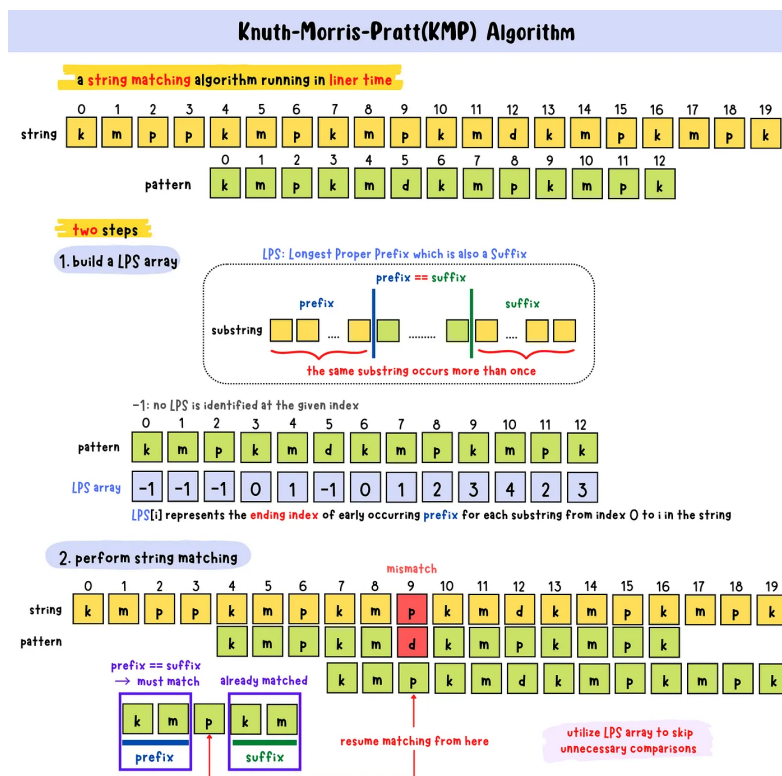 Knuth-Morris-Pratt(KMP) Algorithm
a string matching algorithm running in liner time
0 1 2 3 4 5 6 7 8 9 10 11 12 13 14 15 16 17 18 19
string k m p p k m p k m p k m d k m p k m p k
0 1 2 3 4 5 6 7 8 9 10 11 12
pattern k m p k m d k m p k m p k
two steps
1. build a LPS array
LPS: Longest Proper Prefix which is also a Suffix
prefix == suffix
prefix suffix
substring .... ........ ....
the same substring occurs more than once
-1: no LPS is identified at the given index
0 1 2 3 4 5 6 7 8 9 10 11 12
pattern k m p k m d k m p k m p k
LPS array -1 -1 -1 0 1 -1 0 1 2 3 4 2 3
LPS[i] represents the ending index of early occurring prefix for each substring from index 0 to i in the string
2. perform string matching
mismatch
0 1 2 3 4 5 6 7 8 9 10 11 12 13 14 15 16 17 18 19
string k m p p k m p k m p k m d k m p k m p k
pattern k m p k m d k m p k m p k
k m p k m d k m p k m p k
prefix == suffix
→ must match already matched
k m p k m
prefix suffix
resume matching from here
utilize LPS array to skip
unnecessary comparisons